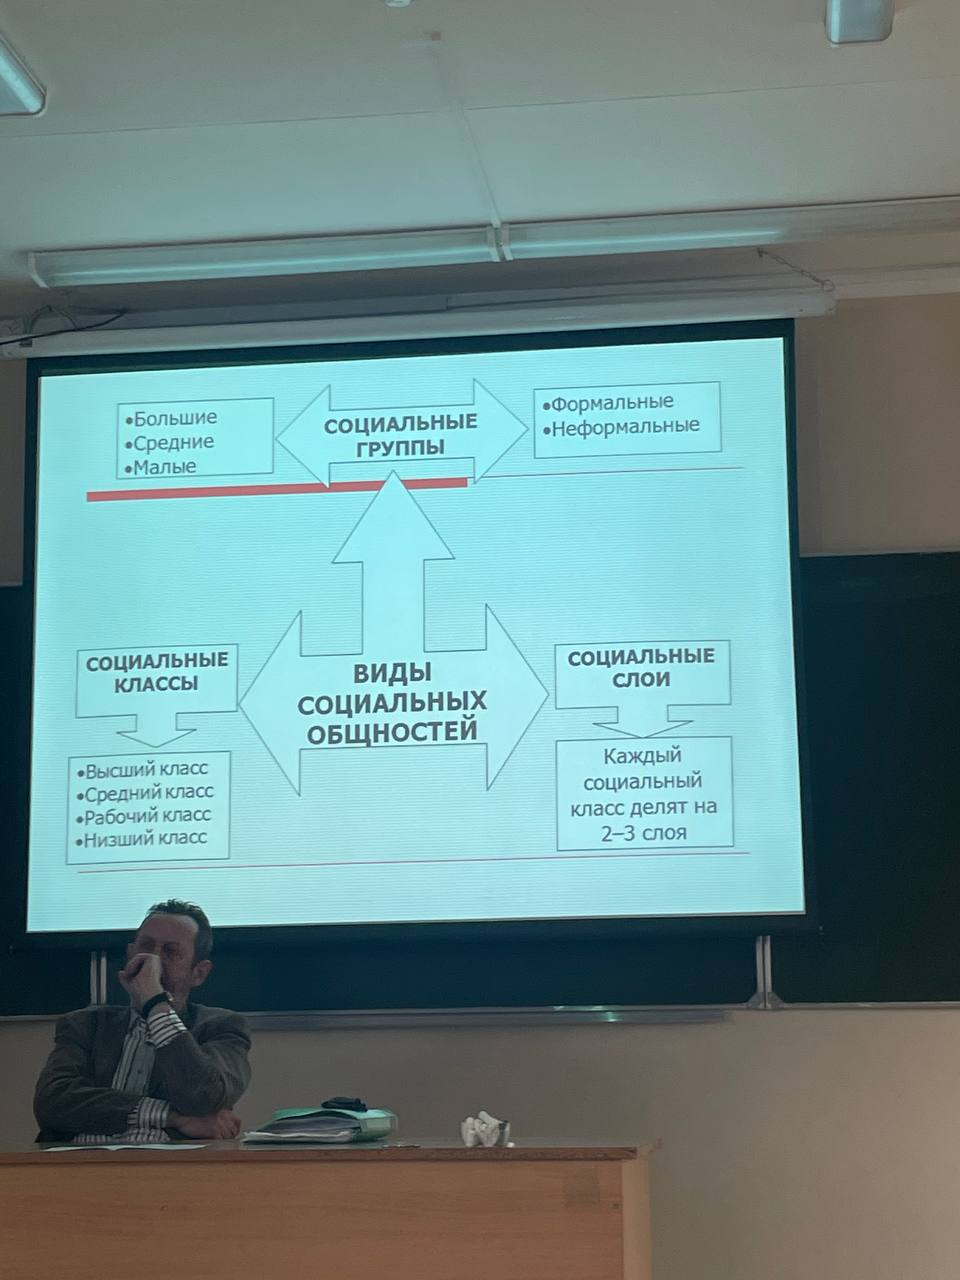 •Большие
•Средние
•Малые
СОЦИАЛЬНЫЕ
ГРУППЫ
•Формальные
•Неформальные
СОЦИАЛЬНЫЕ
КЛАССЫ
ВИДЫ
СОЦИАЛЬНЫХ
ОБЩНОСТЕЙ
СОЦИАЛЬНЫЕ
СЛОИ
•Высший класс
•Средний класс
•Рабочий класс
•Низший класс
Каждый
социальный
класс делят на
2–3 слоя